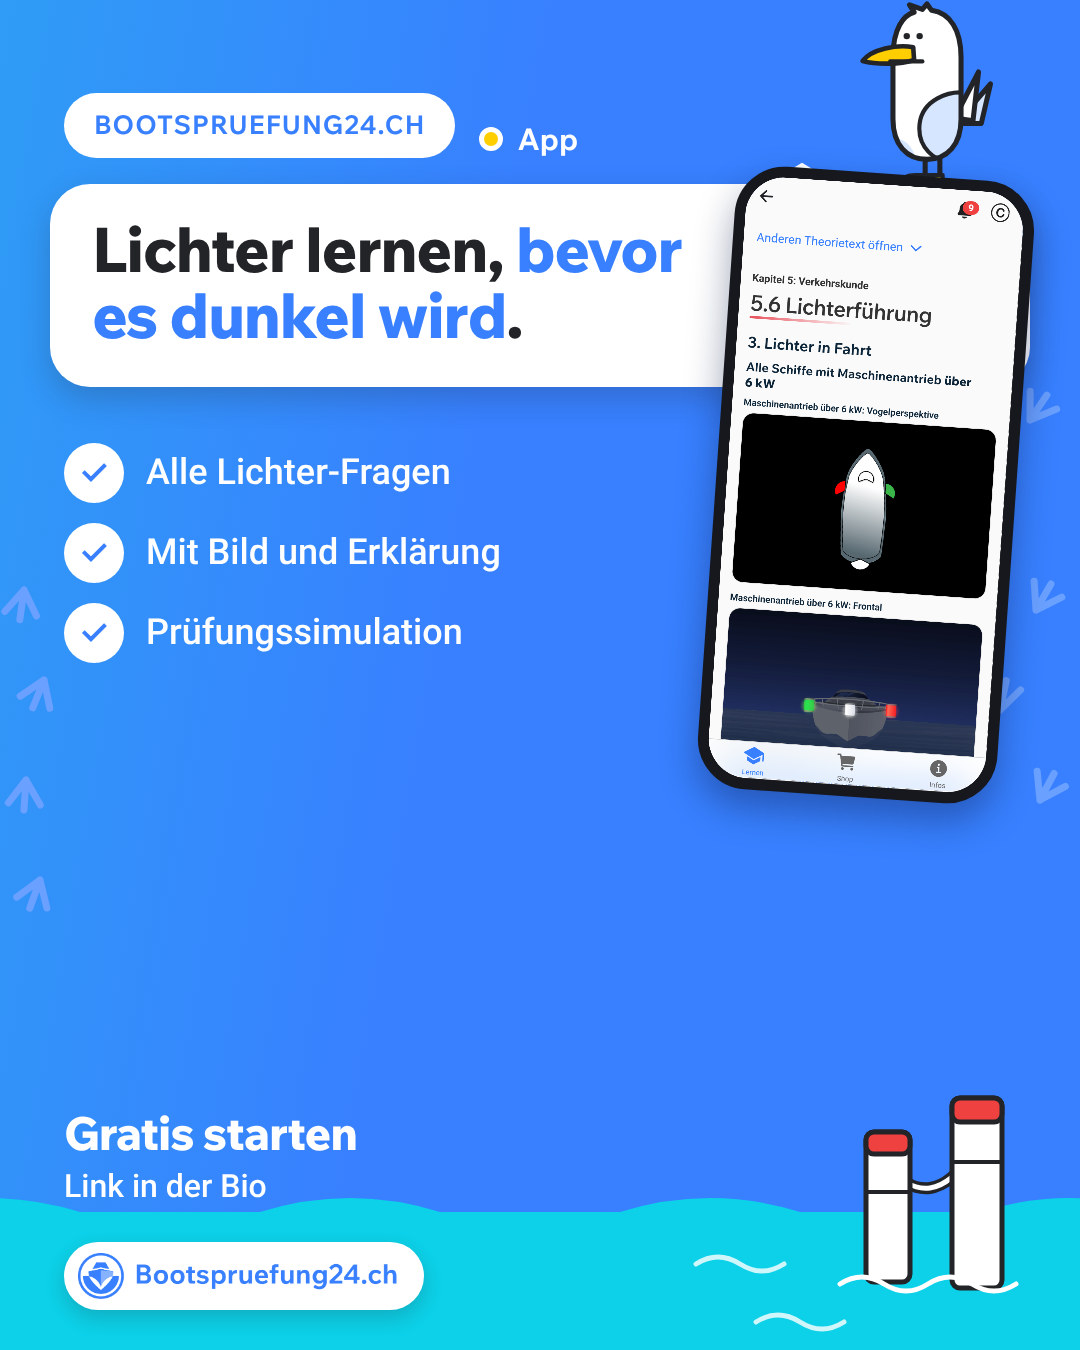 BOOTSPRUEFUNG24.CH
App
Lichter lernen, bevor
es dunkel wird.
Alle Lichter-Fragen
Mit Bild und Erklärung
Prüfungssimulation
9
C
Anderen Theorietext öffnen
Kapitel 5: Verkehrskunde
5.6 Lichterführung
3. Lichter in Fahrt
Alle Schiffe mit Maschinenantrieb über
6 kW
Maschinenantrieb über 6 kW: Vogelperspektive
Maschinenantrieb über 6 kW: Frontal
Lernen
Shop
Infos
Gratis starten
Link in der Bio
Bootspruefung24.ch